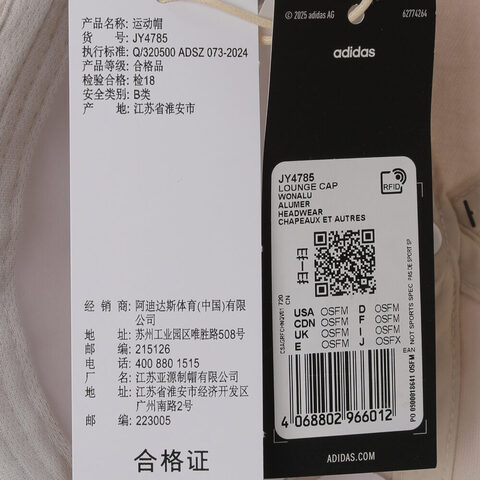 产品名称: 运动帽
货 号: JY4785
执行标准: Q/320500 ADSZ 073-2024
产品等级: 合格品
检验合格: 检18
安全类别: B类
产 地: 江苏省淮安市
经 销 商: 阿迪达斯体育(中国)有限公司
地 址: 苏州工业园区唯胜路508号
邮 编: 215126
电 话: 400 880 1515
厂 名: 江苏亚源制帽有限公司
地 址: 江苏省淮安市经济开发区
广州南路2号
邮 编: 223005
合格证
© 2025 adidas AG
62774264
adidas
JY4785
LOUNGE CAP
WONALU
ALUMER
HEADWEAR
CHAPEAUX ET AUTRES
RFID
USA OSFM D OSFM
CDN OSFM F OSFM
UK OSFM I OSFM
E OSFM J OSFX
4 068802 966012
NOT SPORTS SPEC PAS DE SPORT SP
ADIDAS.COM